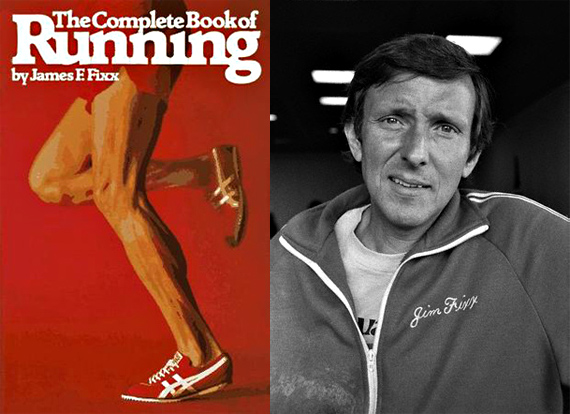 The Complete Book of
Running
by James F. Fixx
Jim Fixx